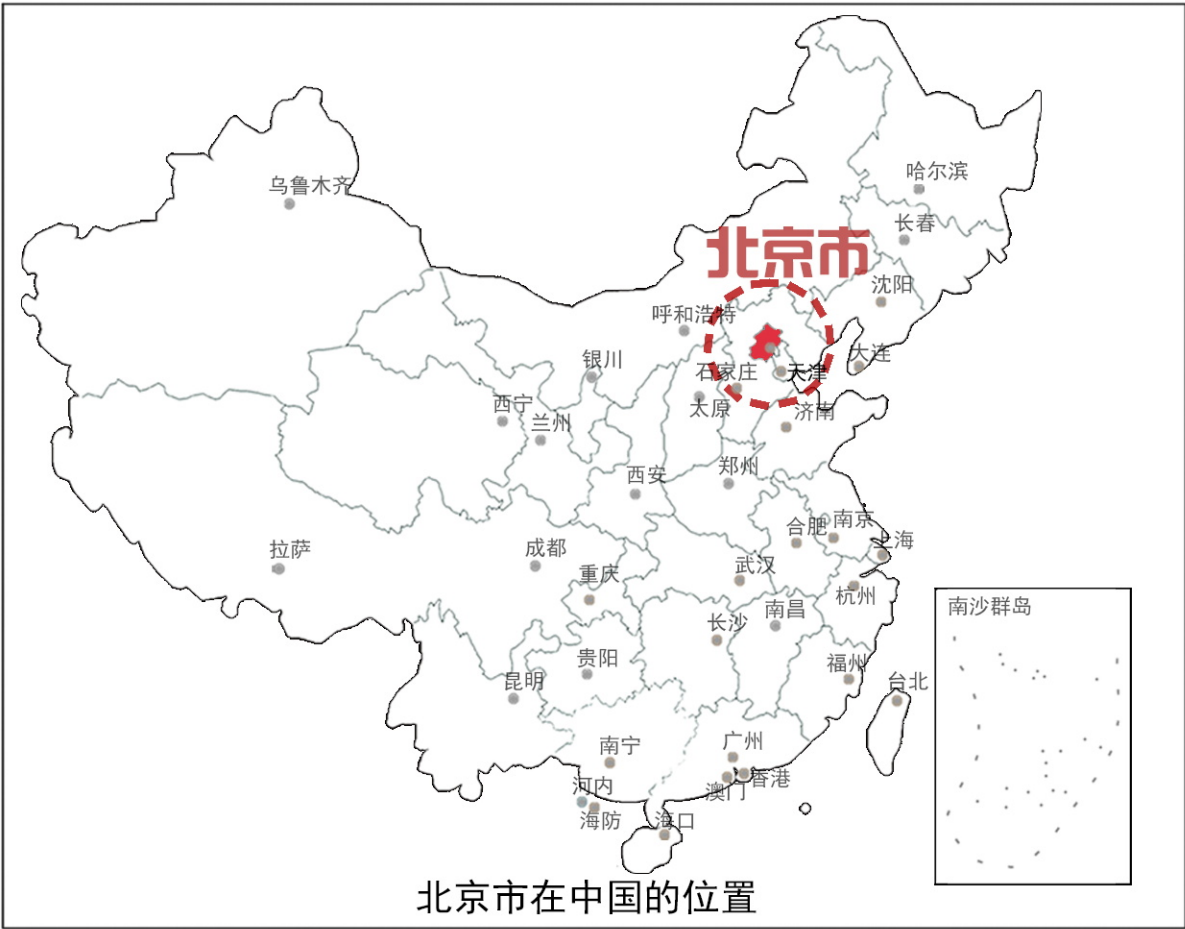 哈尔滨
乌鲁木齐
长春
北京市
沈阳
呼和浩特
大连
银川
石家庄
天津
西宁
太原
济南
兰州
郑州
西安
合肥
南京
上海
拉萨
成都
武汉
重庆
杭州
南沙群岛
长沙
南昌
贵阳
福州
昆明
台北
南宁
广州
香港
河内
澳门
海防
海口
北京市在中国的位置